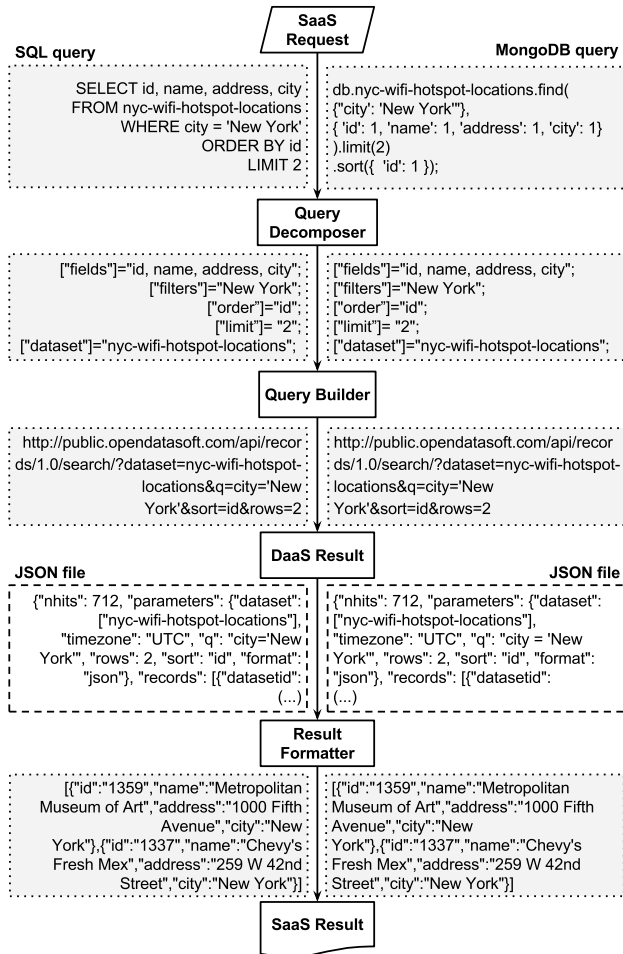 SaaS
Request
SQL query
MongoDB query
SELECT id, name, address, city
FROM nyc-wifi-hotspot-locations
WHERE city = 'New York'
ORDER BY id
LIMIT 2
db.nyc-wifi-hotspot-locations.find(
{"city': 'New York'"},
{ 'id': 1, 'name': 1, 'address': 1, 'city': 1}
).limit(2)
.sort({ 'id': 1 });
Query
Decomposer
["fields"]="id, name, address, city";
["filters"]="New York";
["order”]="id";
["limit”]= "2";
["dataset"]="nyc-wifi-hotspot-locations";
["fields"]="id, name, address, city";
["filters"]="New York";
["order”]="id";
["limit”]= "2";
["dataset"]="nyc-wifi-hotspot-locations";
Query Builder
http://public.opendatasoft.com/api/recor
ds/1.0/search/?dataset=nyc-wifi-hotspot-
locations&q=city='New
York'&sort=id&rows=2
http://public.opendatasoft.com/api/recor
ds/1.0/search/?dataset=nyc-wifi-hotspot-
locations&q=city='New
York'&sort=id&rows=2
DaaS Result
JSON file
JSON file
{"nhits": 712, "parameters": {"dataset":
["nyc-wifi-hotspot-locations"],
"timezone": "UTC", "q": "city='New
York'", "rows": 2, "sort": "id", "format":
"json"}, "records": [{"datasetid":
(...)
{"nhits": 712, "parameters": {"dataset":
["nyc-wifi-hotspot-locations"],
"timezone": "UTC", "q": "city = 'New
York'", "rows": 2, "sort": "id", "format":
"json"}, "records": [{"datasetid":
(...)
Result
Formatter
[{"id":"1359","name":"Metropolitan
Museum of Art","address":"1000 Fifth
Avenue","city":"New
York"},{"id":"1337","name":"Chevy's
Fresh Mex","address":"259 W 42nd
Street","city":"New York"}]
[{"id":"1359","name":"Metropolitan
Museum of Art","address":"1000 Fifth
Avenue","city":"New
York"},{"id":"1337","name":"Chevy's
Fresh Mex","address":"259 W 42nd
Street","city":"New York"}]
SaaS Result